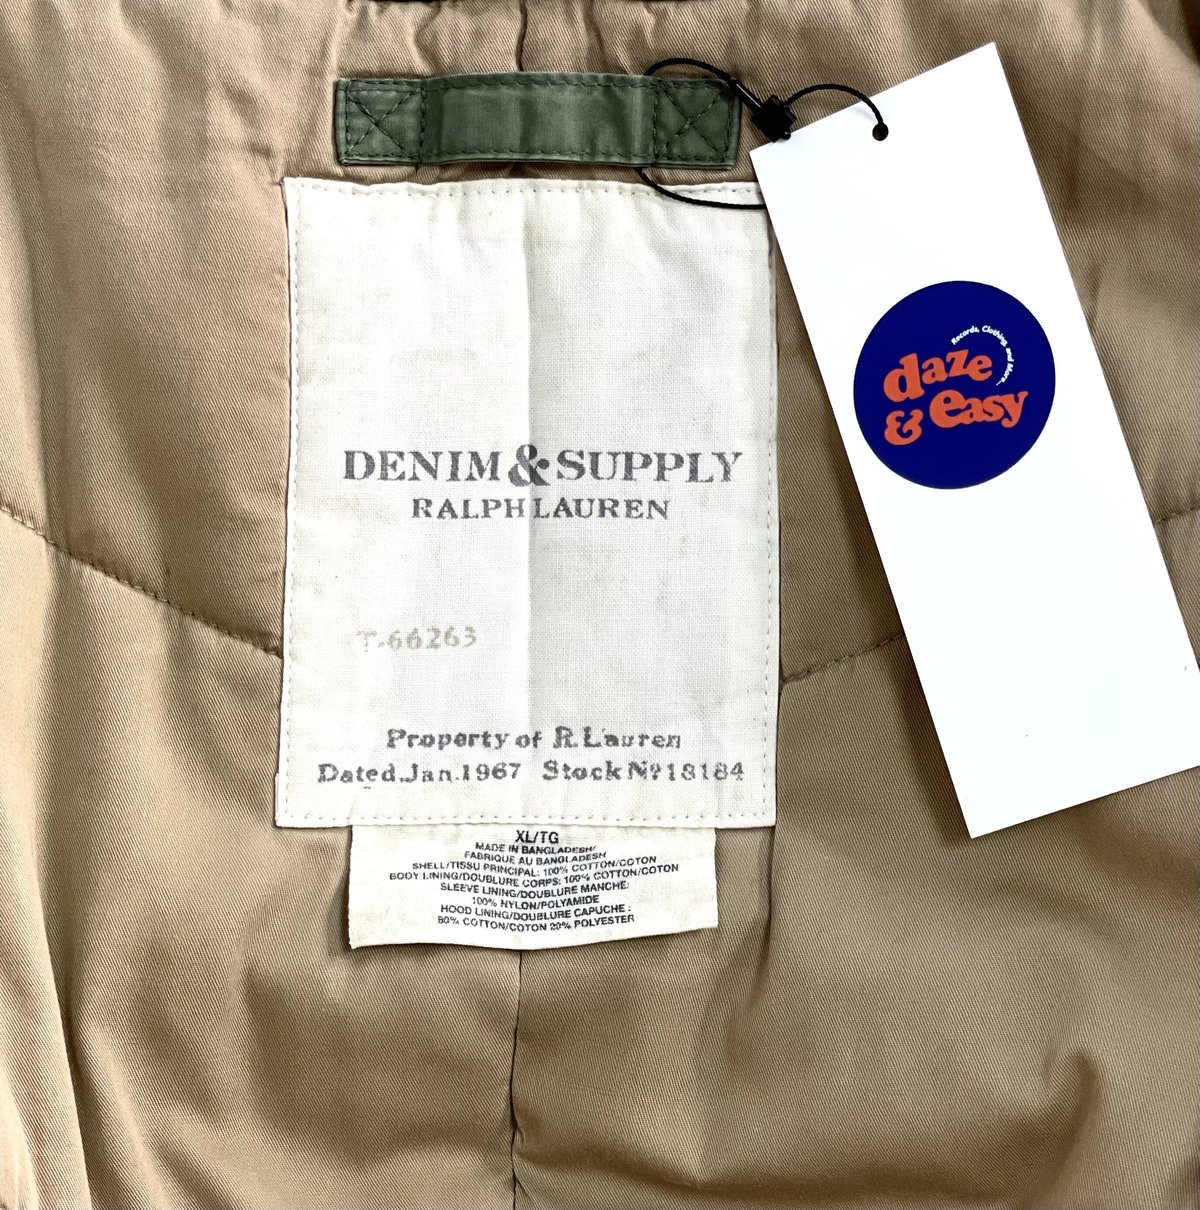 DENIM & SUPPLY
RALPH LAUREN
T-66263
Property of R. Lauren
Dated Jan. 1967 Stock No 18184
XL/TG
MADE IN BANGLADESH/
FABRIQUE AU BANGLADESH
SHELL/TISSU PRINCIPAL: 100% COTTON/COTON
BODY LINING/DOUBLURE CORPS: 100% COTTON/COTON
SLEEVE LINING/DOUBLURE MANCHE:
100% NYLON/POLYAMIDE
HOOD LINING/DOUBLURE CAPUCHE :
80% COTTON/COTON 20% POLYESTER
Records, Clothing, and More...
daze
& easy